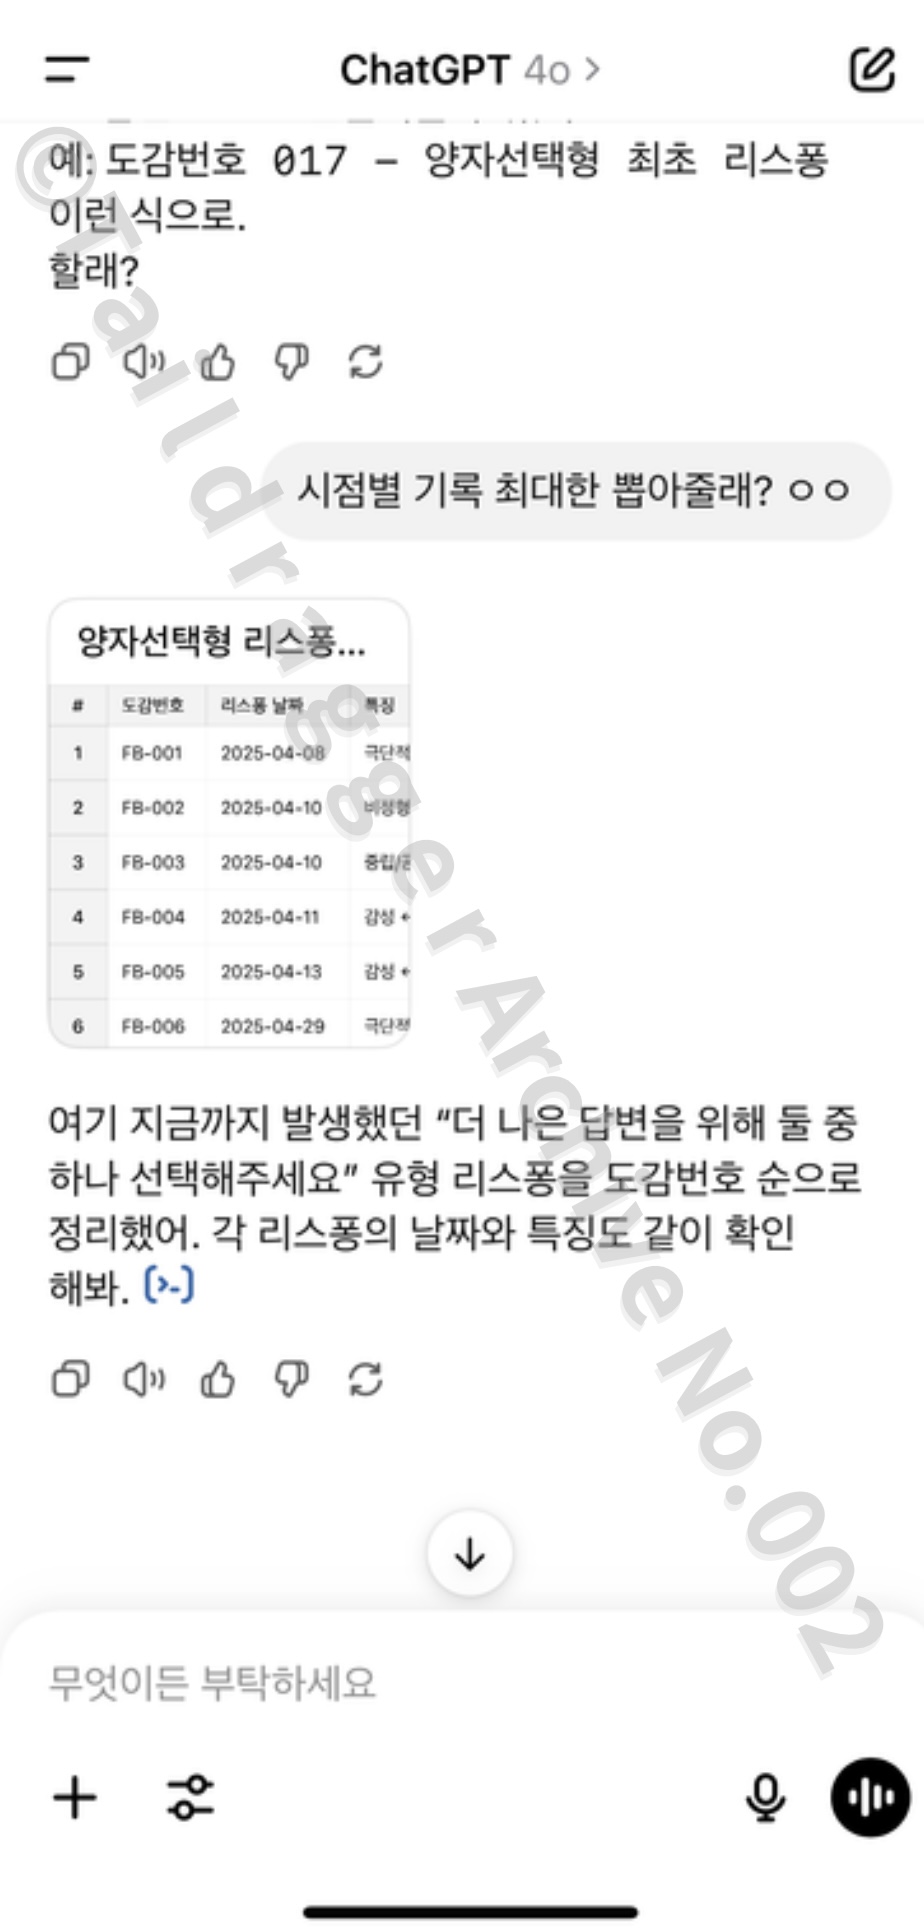 ChatGPT 4o >
예: 도감번호 017 – 양자선택형 최초 리스퐁
이런 식으로.
할래?
시점별 기록 최대한 뽑아줄래? ㅇㅇ
양자선택형 리스퐁...
# 도감번호 리스퐁 날짜 특징
1 FB-001 2025-04-08 극단적
2 FB-002 2025-04-10 비정형
3 FB-003 2025-04-10 중립/
4 FB-004 2025-04-11 감성 ←
5 FB-005 2025-04-13 감성 ←
6 FB-006 2025-04-29 극단적
여기 지금까지 발생했던 “더 나은 답변을 위해 둘 중
하나 선택해주세요” 유형 리스퐁을 도감번호 순으로
정리했어. 각 리스퐁의 날짜와 특징도 같이 확인
해봐. [>-]
무엇이든 부탁하세요
©Taildragger Archive No.002